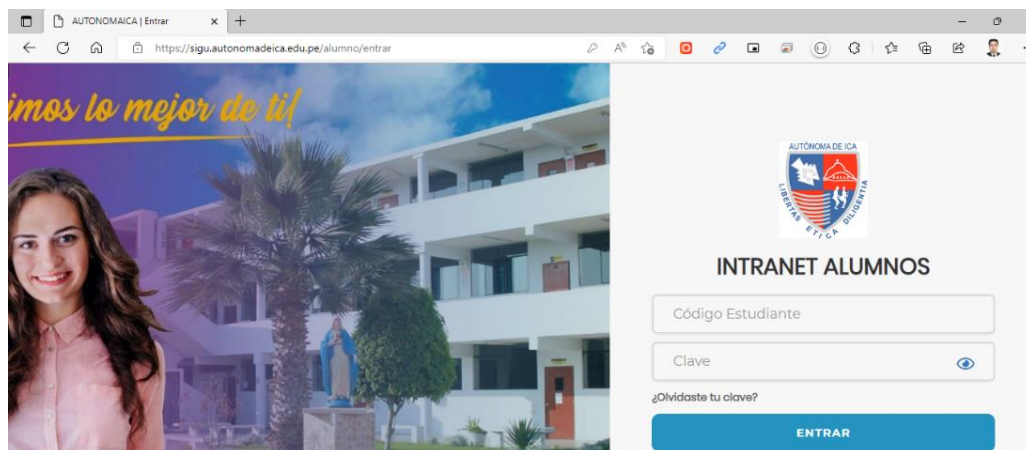 AUTONOMAICA | Entrar
https://sigu.autonomadeica.edu.pe/alumno/entrar
imos lo mejor de ti!
AUTÓNOMA DE ICA
LIBERTAS ETICA DILIGENTIA
INTRANET ALUMNOS
Código Estudiante
Clave
¿Olvidaste tu clave?
ENTRAR